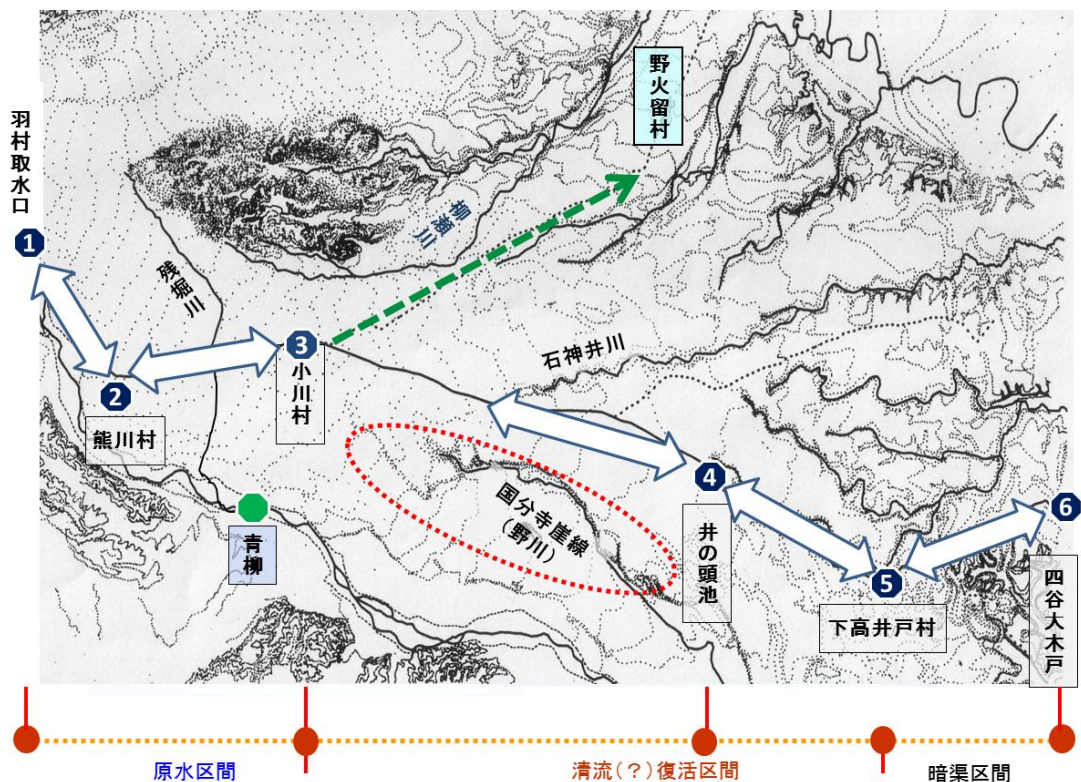 羽村取水口
1
2
熊川村
残堀川
3
小川村
青柳
柳瀬川
野火留村
石神井川
国分寺崖線
(野川)
4
井の頭池
5
下高井戸村
6
四谷大木戸
原水区間
清流(?)復活区間
暗渠区間